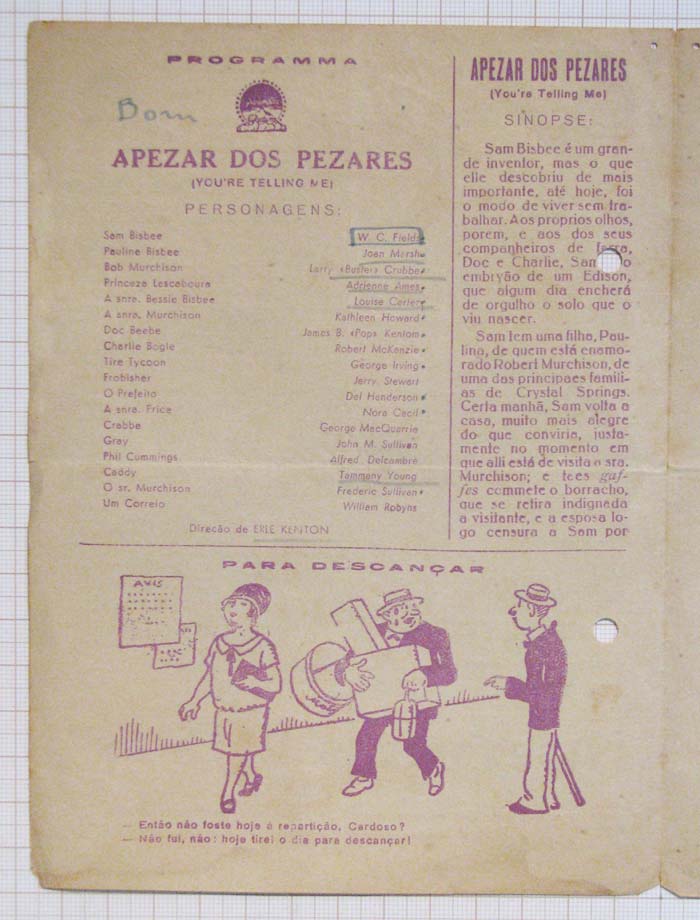 PROGRAMMA
Bom
APEZAR DOS PEZARES
(YOU'RE TELLING ME)
PERSONAGENS:
Sam Bisbee W. C. Fields
Pauline Bisbee Joan Marsh
Bob Murchison Larry «Buster» Crabbe
Princeza Lescaboura Adrienne Ames
A snra. Bessie Bisbee Louise Carter
A snra. Murchison Kathleen Howard
Doc Beebe James B. «Pop» Kenton
Charlie Bogle Robert McKenzie
Tire Tycoon George Irving
Frobisher Jerry Stewart
O Prefeito Del Henderson
A snra. Price Nora Cecil
Crabbe George MacQuarrie
Gray John M. Sullivan
Phil Cummings Alfred Delcambre
Caddy Tammany Young
O sr. Murchison Frederic Sullivan
Um Correio William Robyns
Direcão de ERLE KENTON
APEZAR DOS PEZARES
(You're Telling Me)
SINOPSE:
Sam Bisbee é um gran-
de inventor, mas o que
elle descobriu de mais
importante, até hoje, foi
o modo de viver sem tra-
balhar. Aos proprios olhos,
porem, e aos dos seus
companheiros de
Doc e Charlie, Sam o
embryão de um Edison,
que algum dia encherá
de orgulho o solo que o
viu nascer.
Sam tem uma filha, Pau-
lina, de quem está enamo-
rado Robert Murchison, de
uma das principaes famili-
as de Crystal Springs.
Certa manhã, Sam volta a
casa, muito mais alegre
do que conviria, justa-
mente no momento em
que alli está de visita a sra.
Murchison; e taes gaf-
fes commete o borracho,
que se retira indignada
a visitante, e a esposa lo-
go censura a Sam por
PARA DESCANÇAR
AVIS
— Então não foste hoje á repartição, Cardoso?
— Não fui, não: hoje tirei o dia para descançar!